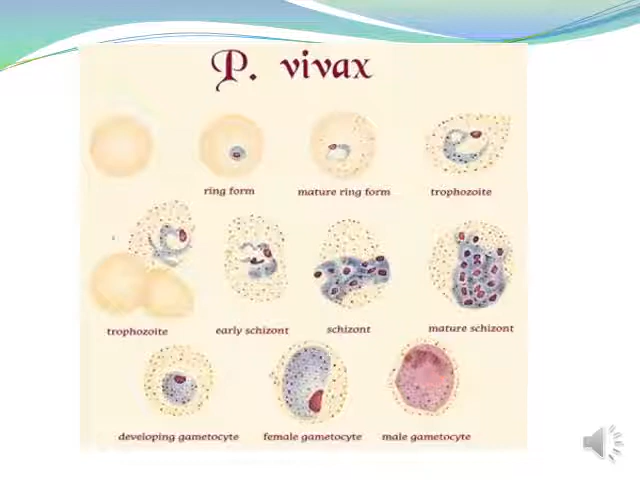 P. vivax
ring form
mature ring form
trophozoite
trophozoite
early schizont
schizont
mature schizont
developing gametocyte
female gametocyte
male gametocyte